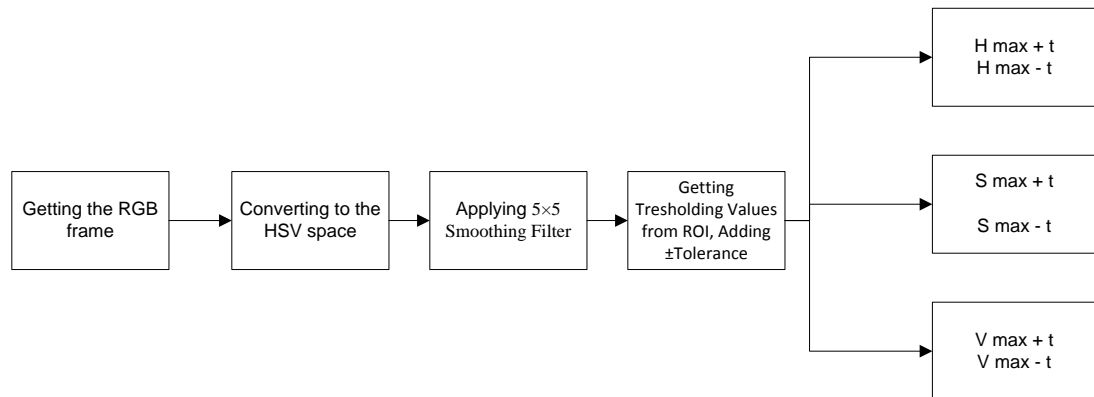 Getting the RGB
frame
Converting to the
HSV space
Applying 5×5
Smoothing Filter
Getting
Tresholding Values
from ROI, Adding
±Tolerance
H max + t
H max - t
S max + t
S max - t
V max + t
V max - t